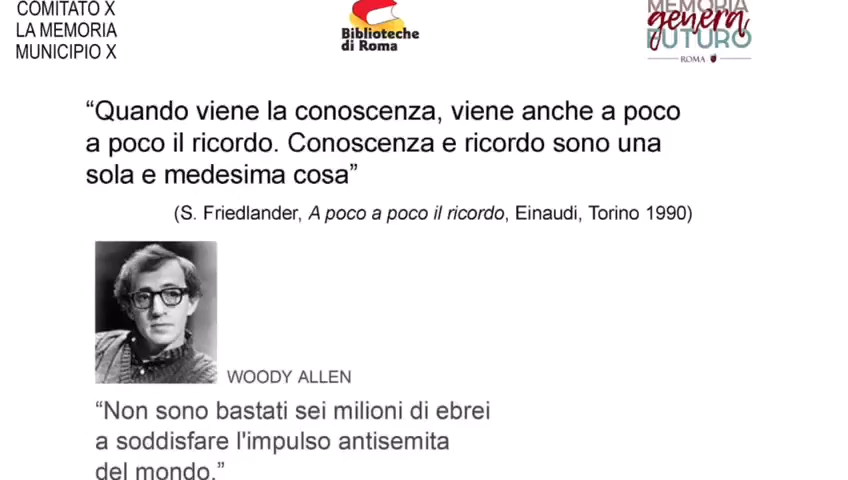 COMITATO X
LA MEMORIA
MUNICIPIO X
Biblioteche
di Roma
MEMORIA
genera
FUTURO
ROMA
“Quando viene la conoscenza, viene anche a poco
a poco il ricordo. Conoscenza e ricordo sono una
sola e medesima cosa”
(S. Friedlander, A poco a poco il ricordo, Einaudi, Torino 1990)
WOODY ALLEN
“Non sono bastati sei milioni di ebrei
a soddisfare l'impulso antisemita
del mondo.”